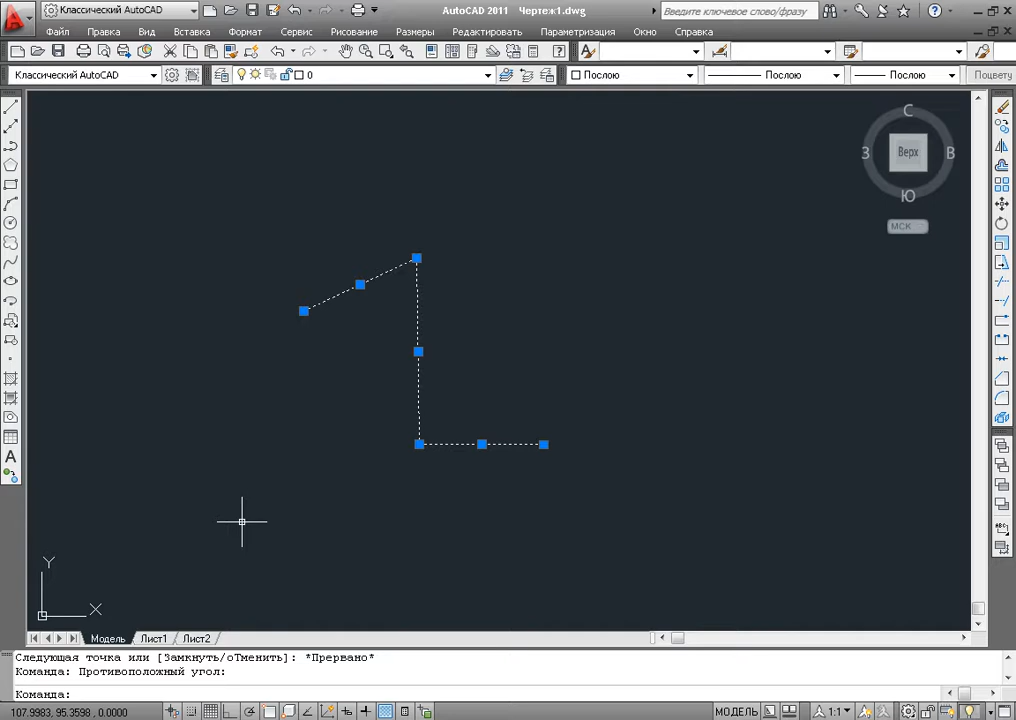 Классический AutoCAD
AutoCAD 2011 Чертеж1.dwg
Введите ключевое слово/фразу
Файл Правка Вид Вставка Формат Сервис Рисование Размеры Редактировать Параметризация Окно Справка
Классический AutoCAD
0
Послою
Послою
Послою
Поцвету
С
З Верх В
Ю
МСК
Y
X
Модель Лист1 Лист2
Следующая точка или [Замкнуть/оТменить]: *Прервано*
Команда: Противоположный угол:
Команда:
107.9983, 95.3598, 0.0000
МОДЕЛЬ
1:1